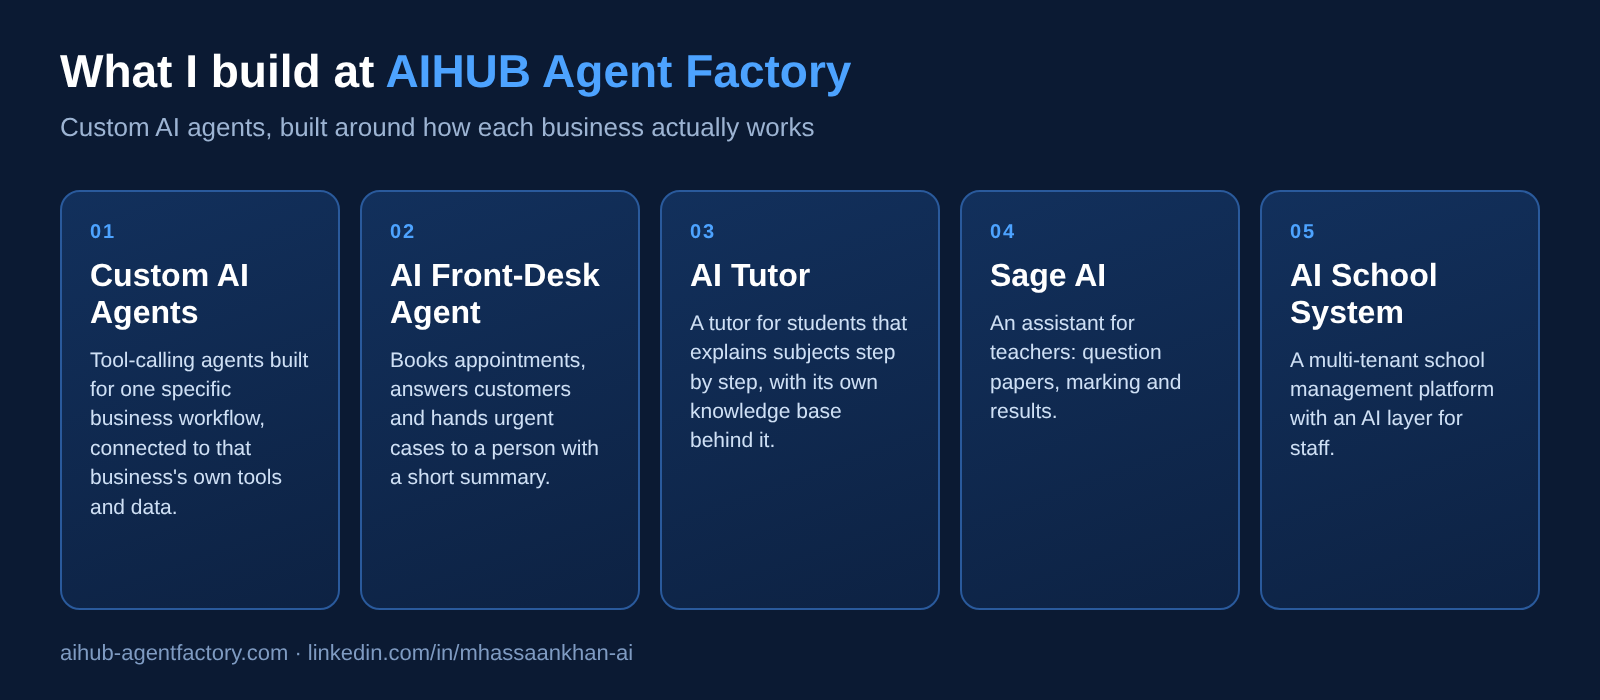 What I build at AIHUB Agent Factory
Custom AI agents, built around how each business actually works
01
Custom AI
Agents
Tool-calling agents built
for one specific
business workflow,
connected to that
business's own tools
and data.
02
AI Front-Desk
Agent
Books appointments,
answers customers
and hands urgent
cases to a person with
a short summary.
03
AI Tutor
A tutor for students that
explains subjects step
by step, with its own
knowledge base
behind it.
04
Sage AI
An assistant for
teachers: question
papers, marking and
results.
05
AI School
System
A multi-tenant school
management platform
with an AI layer for
staff.
aihub-agentfactory.com · linkedin.com/in/mhassaankhan-ai